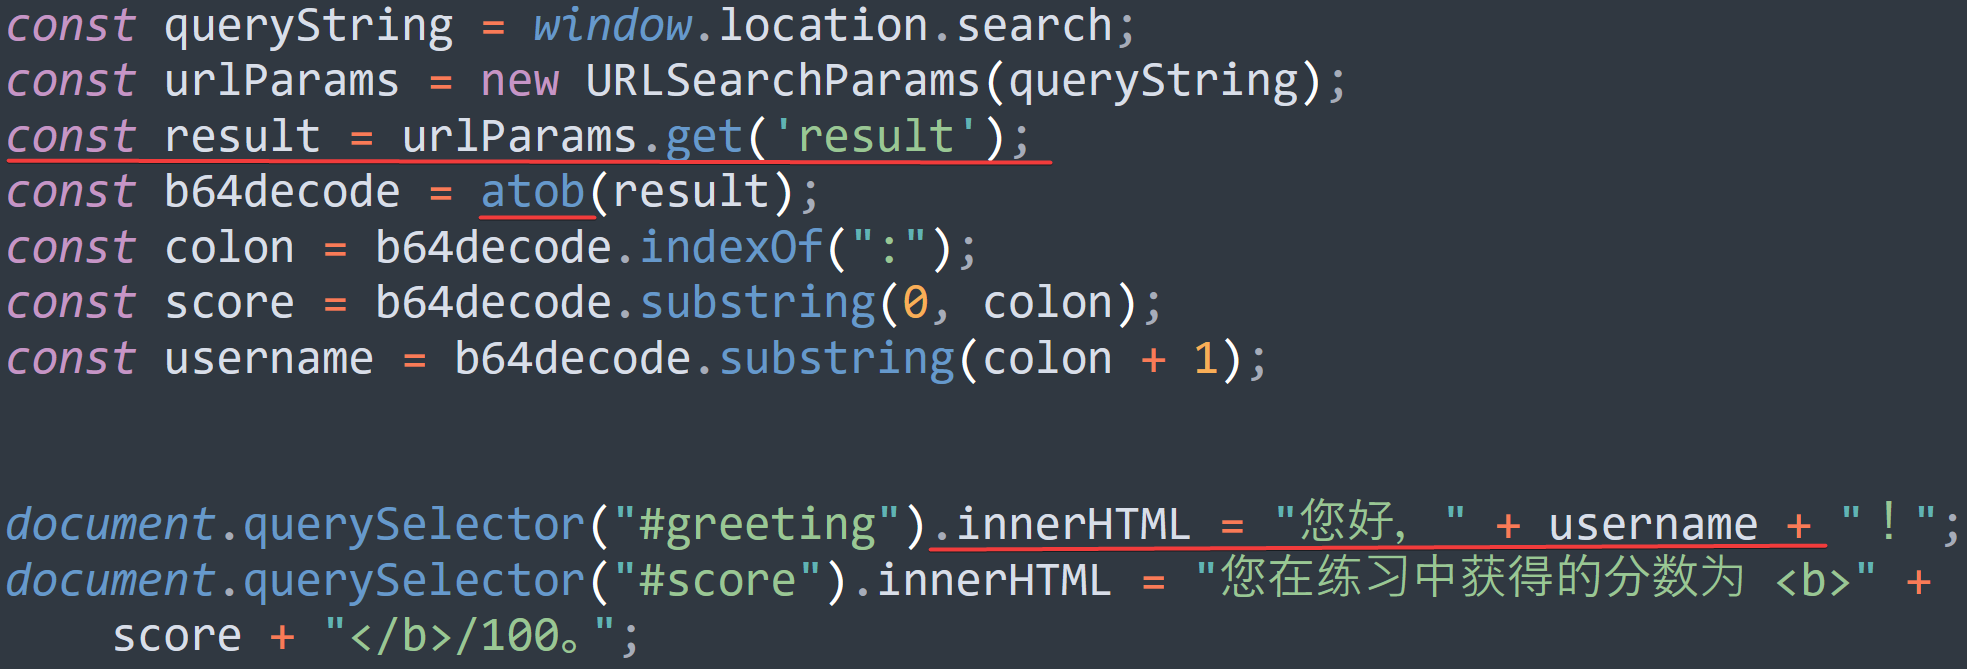 const queryString = window.location.search;
const urlParams = new URLSearchParams(queryString);
const result = urlParams.get('result');
const b64decode = atob(result);
const colon = b64decode.indexOf(":");
const score = b64decode.substring(0, colon);
const username = b64decode.substring(colon + 1);
document.querySelector("#greeting").innerHTML = "您好，" + username + "！";
document.querySelector("#score").innerHTML = "您在练习中获得的分数为 <b>" +
score + "</b>/100。";